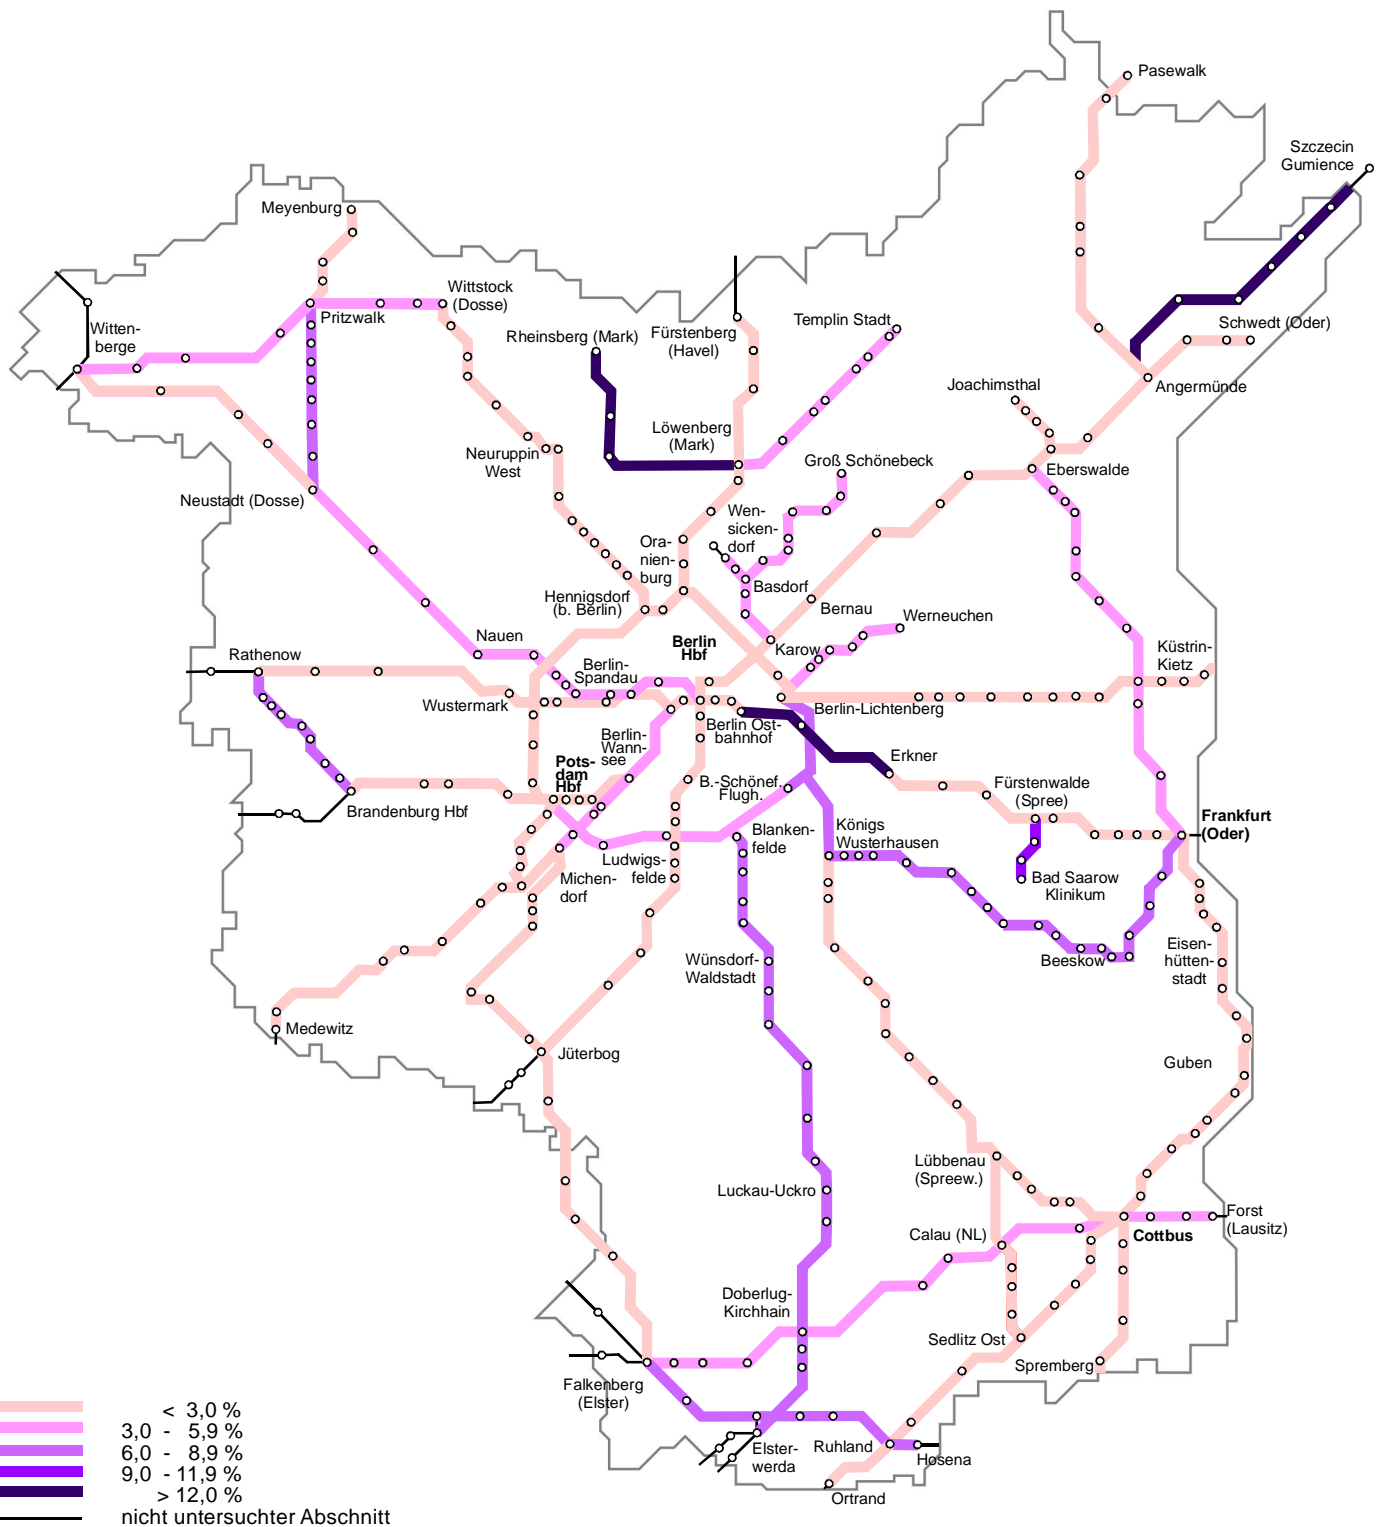 Pasewalk
Szczecin
Gumience
Meyenburg
Wittstock
(Dosse)
Pritzwalk
Witten-
berge
Rheinsberg (Mark)
Fürstenberg
(Havel)
Templin Stadt
Schwedt (Oder)
Angermünde
Joachimsthal
Löwenberg
(Mark)
Neuruppin
West
Groß Schönebeck
Eberswalde
Neustadt (Dosse)
Wen-
sicken-
dorf
Ora-
nien-
burg
Basdorf
Hennigsdorf
(b. Berlin)
Bernau
Werneuchen
Nauen
Berlin
Hbf
Karow
Küstrin-
Kietz
Rathenow
Berlin-
Spandau
Wustermark
Berlin-Lichtenberg
Berlin Ost-
bahnhof
Berlin-
Wann-
see
Erkner
Pots-
dam
Hbf
B.-Schönef.
Flugh.
Fürstenwalde
(Spree)
Brandenburg Hbf
Frankfurt
(Oder)
Blanken-
felde
Königs
Wusterhausen
Ludwigs-
felde
Michen-
dorf
Bad Saarow
Klinikum
Eisen-
hütten-
stadt
Beeskow
Wünsdorf-
Waldstadt
Medewitz
Jüterbog
Guben
Lübbenau
(Spreew.)
Luckau-Uckro
Forst
(Lausitz)
Calau (NL)
Cottbus
Doberlug-
Kirchhain
Sedlitz Ost
Spremberg
Falkenberg
(Elster)
Elster-
werda
Ruhland
Hosena
Ortrand
< 3,0 %
3,0 - 5,9 %
6,0 - 8,9 %
9,0 - 11,9 %
> 12,0 %
nicht untersuchter Abschnitt